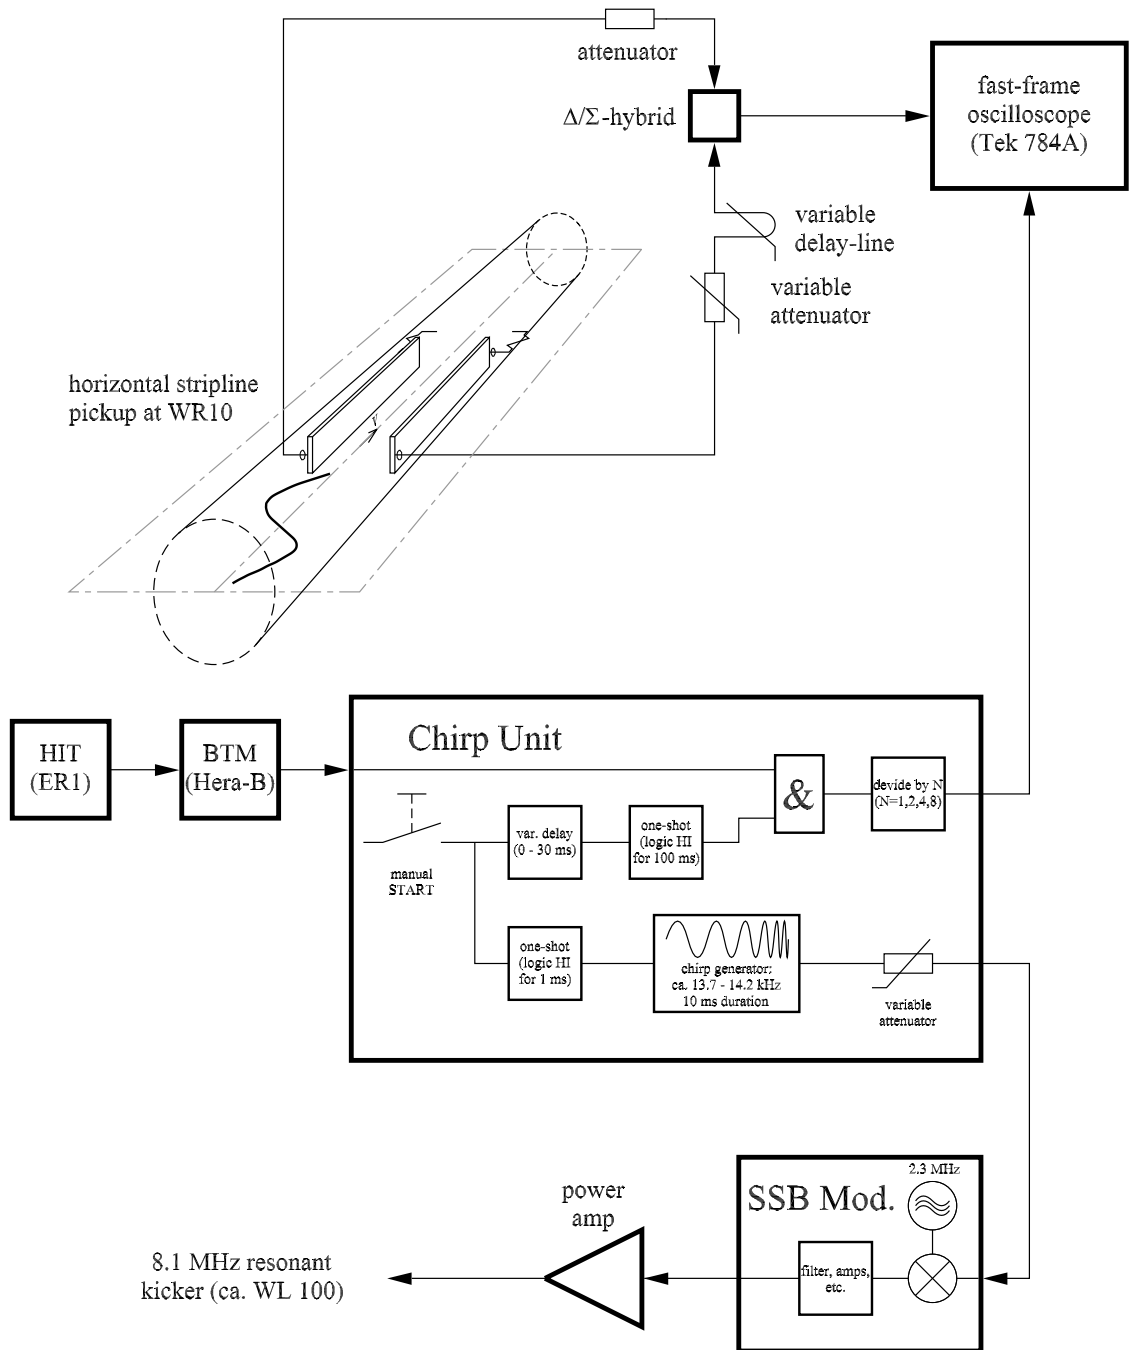 attenuator
Δ/Σ-hybrid
fast-frame
oscilloscope
(Tek 784A)
variable
delay-line
variable
attenuator
horizontal stripline
pickup at WR10
v
HIT
(ER1)
BTM
(Hera-B)
Chirp Unit
&
devide by N
(N=1,2,4,8)
manual
START
var. delay
(0 - 30 ms)
one-shot
(logic HI
for 100 ms)
one-shot
(logic HI
for 1 ms)
chirp generator;
ca. 13.7 - 14.2 kHz
10 ms duration
variable
attenuator
2.3 MHz
SSB Mod.
filter, amps,
etc.
power
amp
8.1 MHz resonant
kicker (ca. WL 100)